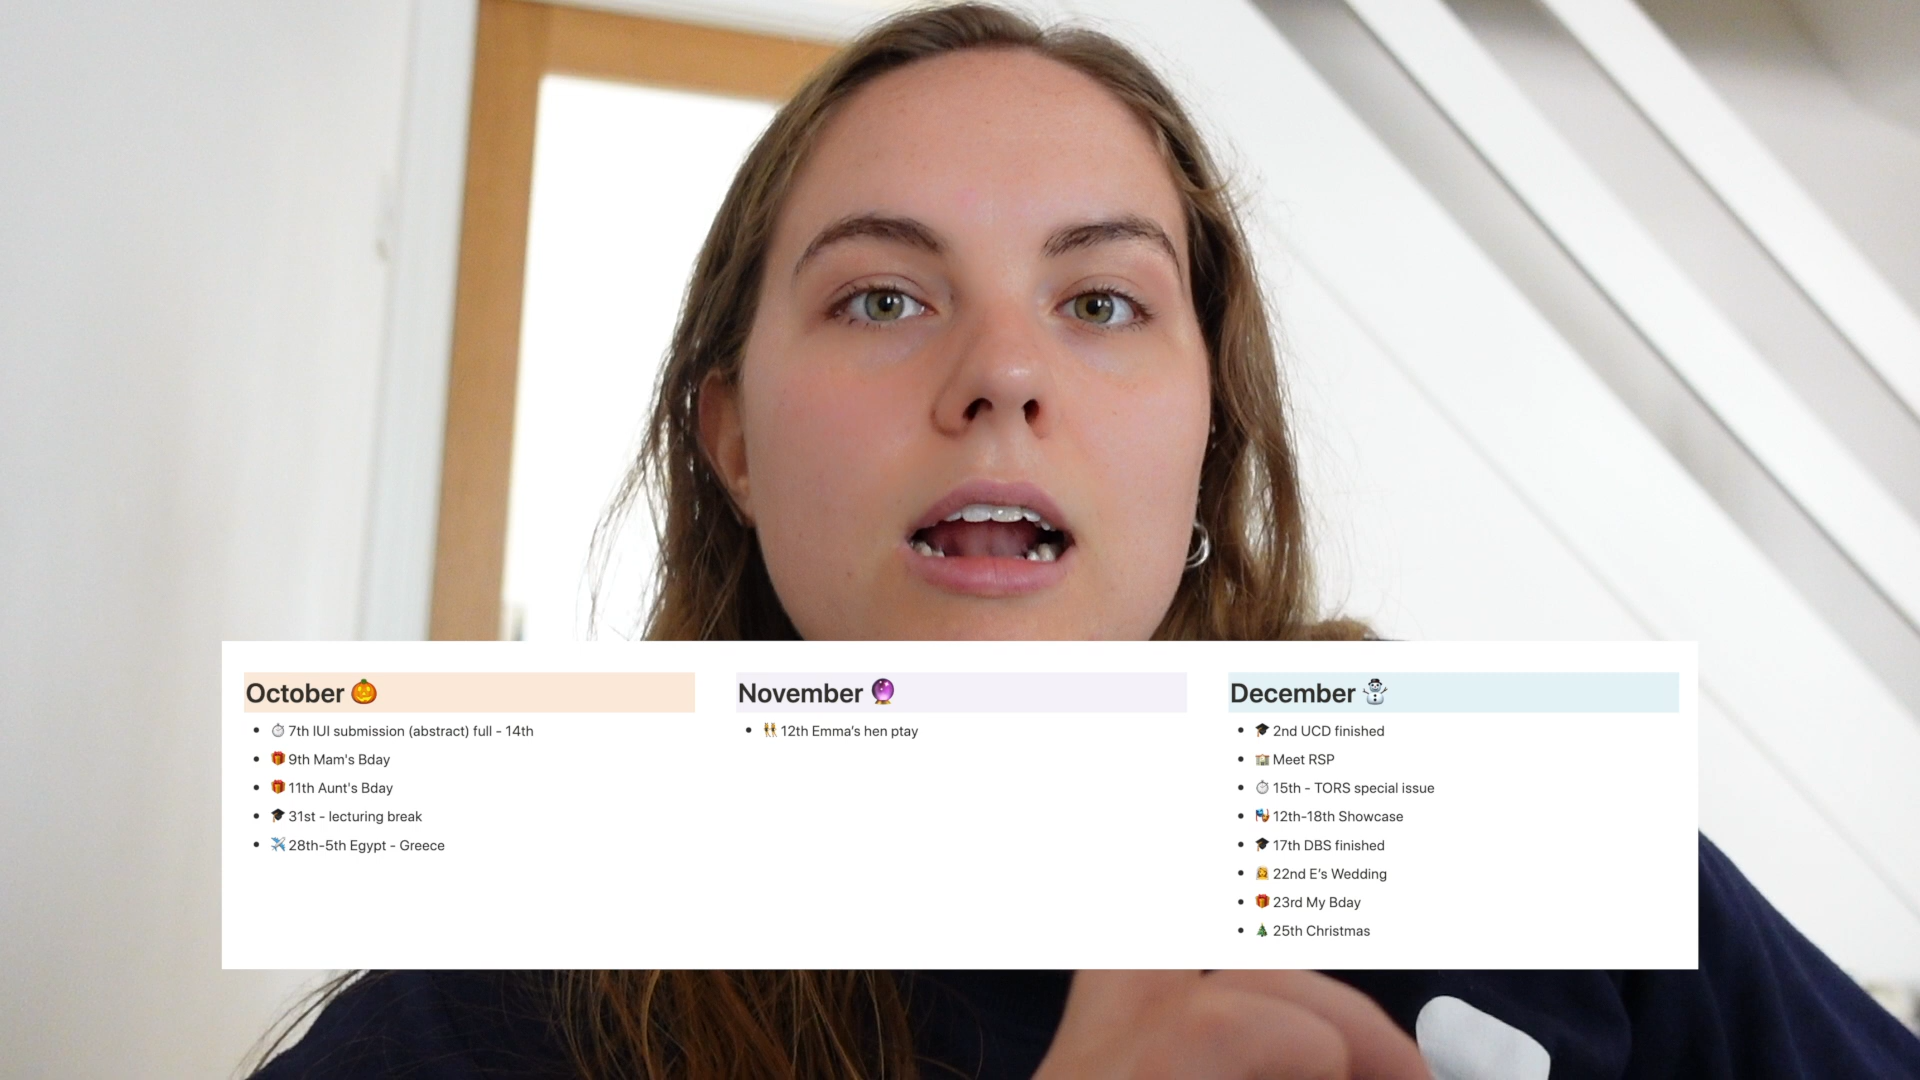 October 🎃
7th IUI submission (abstract) full - 14th
9th Mam's Bday
11th Aunt's Bday
31st - lecturing break
28th-5th Egypt - Greece
November 🔮
12th Emma's hen ptay
December ⛄
2nd UCD finished
Meet RSP
15th - TORS special issue
12th-18th Showcase
17th DBS finished
22nd E's Wedding
23rd My Bday
25th Christmas